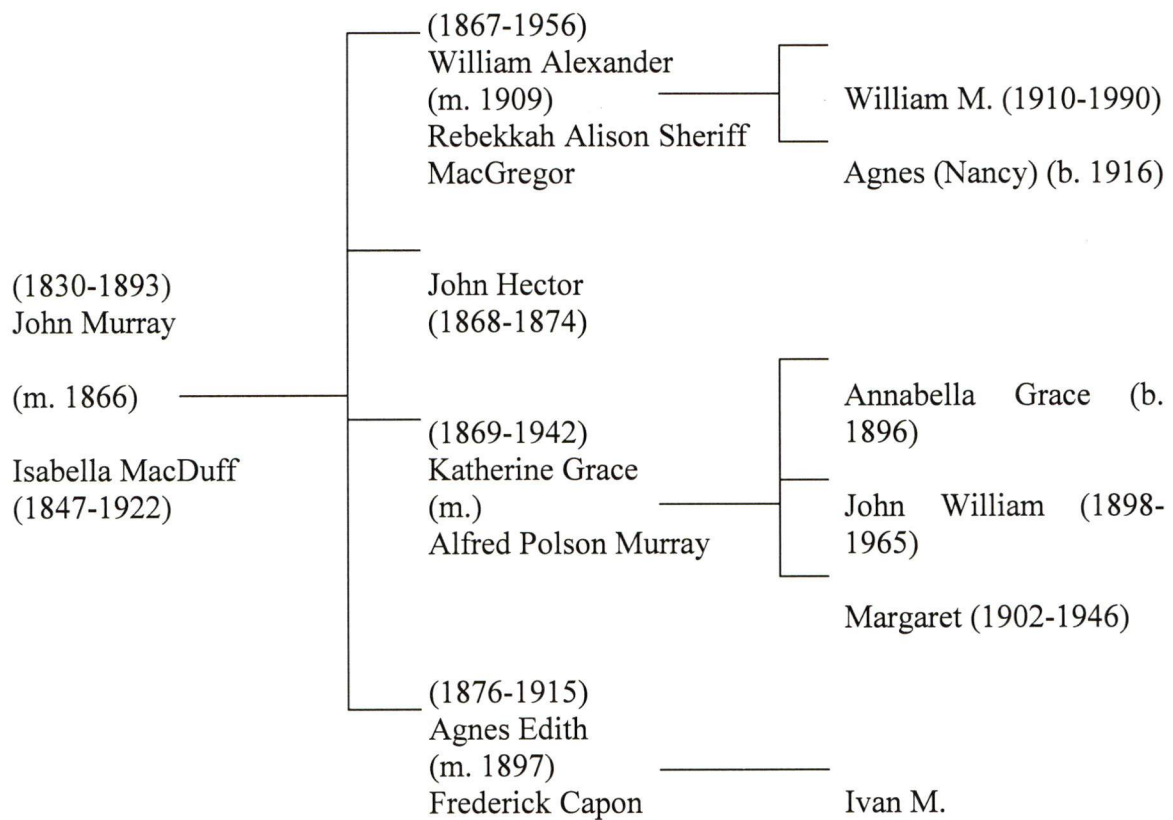 (1830-1893)
John Murray
(m. 1866)
Isabella MacDuff
(1847-1922)
(1867-1956)
William Alexander
(m. 1909)
Rebekkah Alison Sheriff
MacGregor
William M. (1910-1990)
Agnes (Nancy) (b. 1916)
John Hector
(1868-1874)
(1869-1942)
Katherine Grace
(m.)
Alfred Polson Murray
Annabella Grace (b.
1896)
John William (1898-
1965)
Margaret (1902-1946)
(1876-1915)
Agnes Edith
(m. 1897)
Frederick Capon
Ivan M.